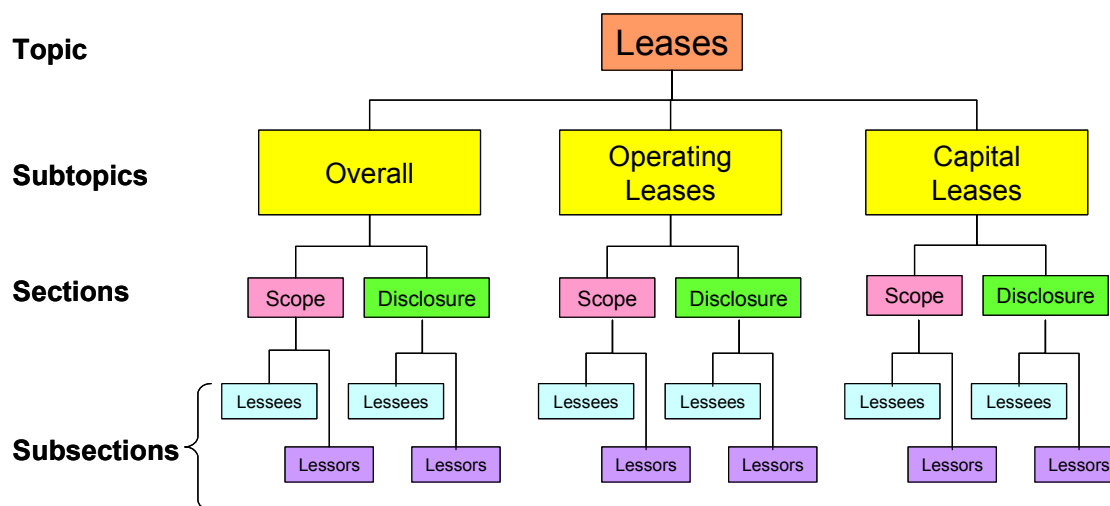 Topic
Leases
Subtopics
Overall
Operating
Leases
Capital
Leases
Sections
Scope
Disclosure
Scope
Disclosure
Scope
Disclosure
Subsections
Lessees
Lessees
Lessees
Lessees
Lessees
Lessees
Lessors
Lessors
Lessors
Lessors
Lessors
Lessors